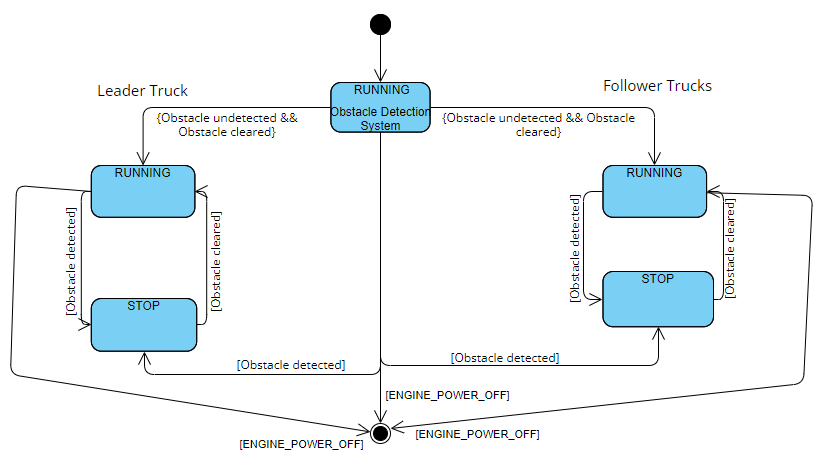 RUNNING
Obstacle Detection
System
Leader Truck
Follower Trucks
{Obstacle undetected &&
Obstacle cleared}
{Obstacle undetected && Obstacle
cleared}
RUNNING
RUNNING
[Obstacle detected]
[Obstacle cleared]
[Obstacle detected]
[Obstacle cleared]
STOP
STOP
[Obstacle detected]
[Obstacle detected]
[ENGINE_POWER_OFF]
[ENGINE_POWER_OFF]
[ENGINE_POWER_OFF]